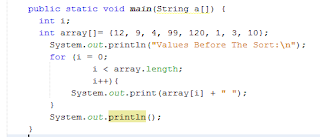 public static void main(String a[]) {
int i;
int array[]= {12, 9, 4, 99, 120, 1, 3, 10};
System.out.println("Values Before The Sort:\n");
for (i = 0;
i < array.length;
i++){
System.out.print(array[i] + " ");
}
System.out.println();
}